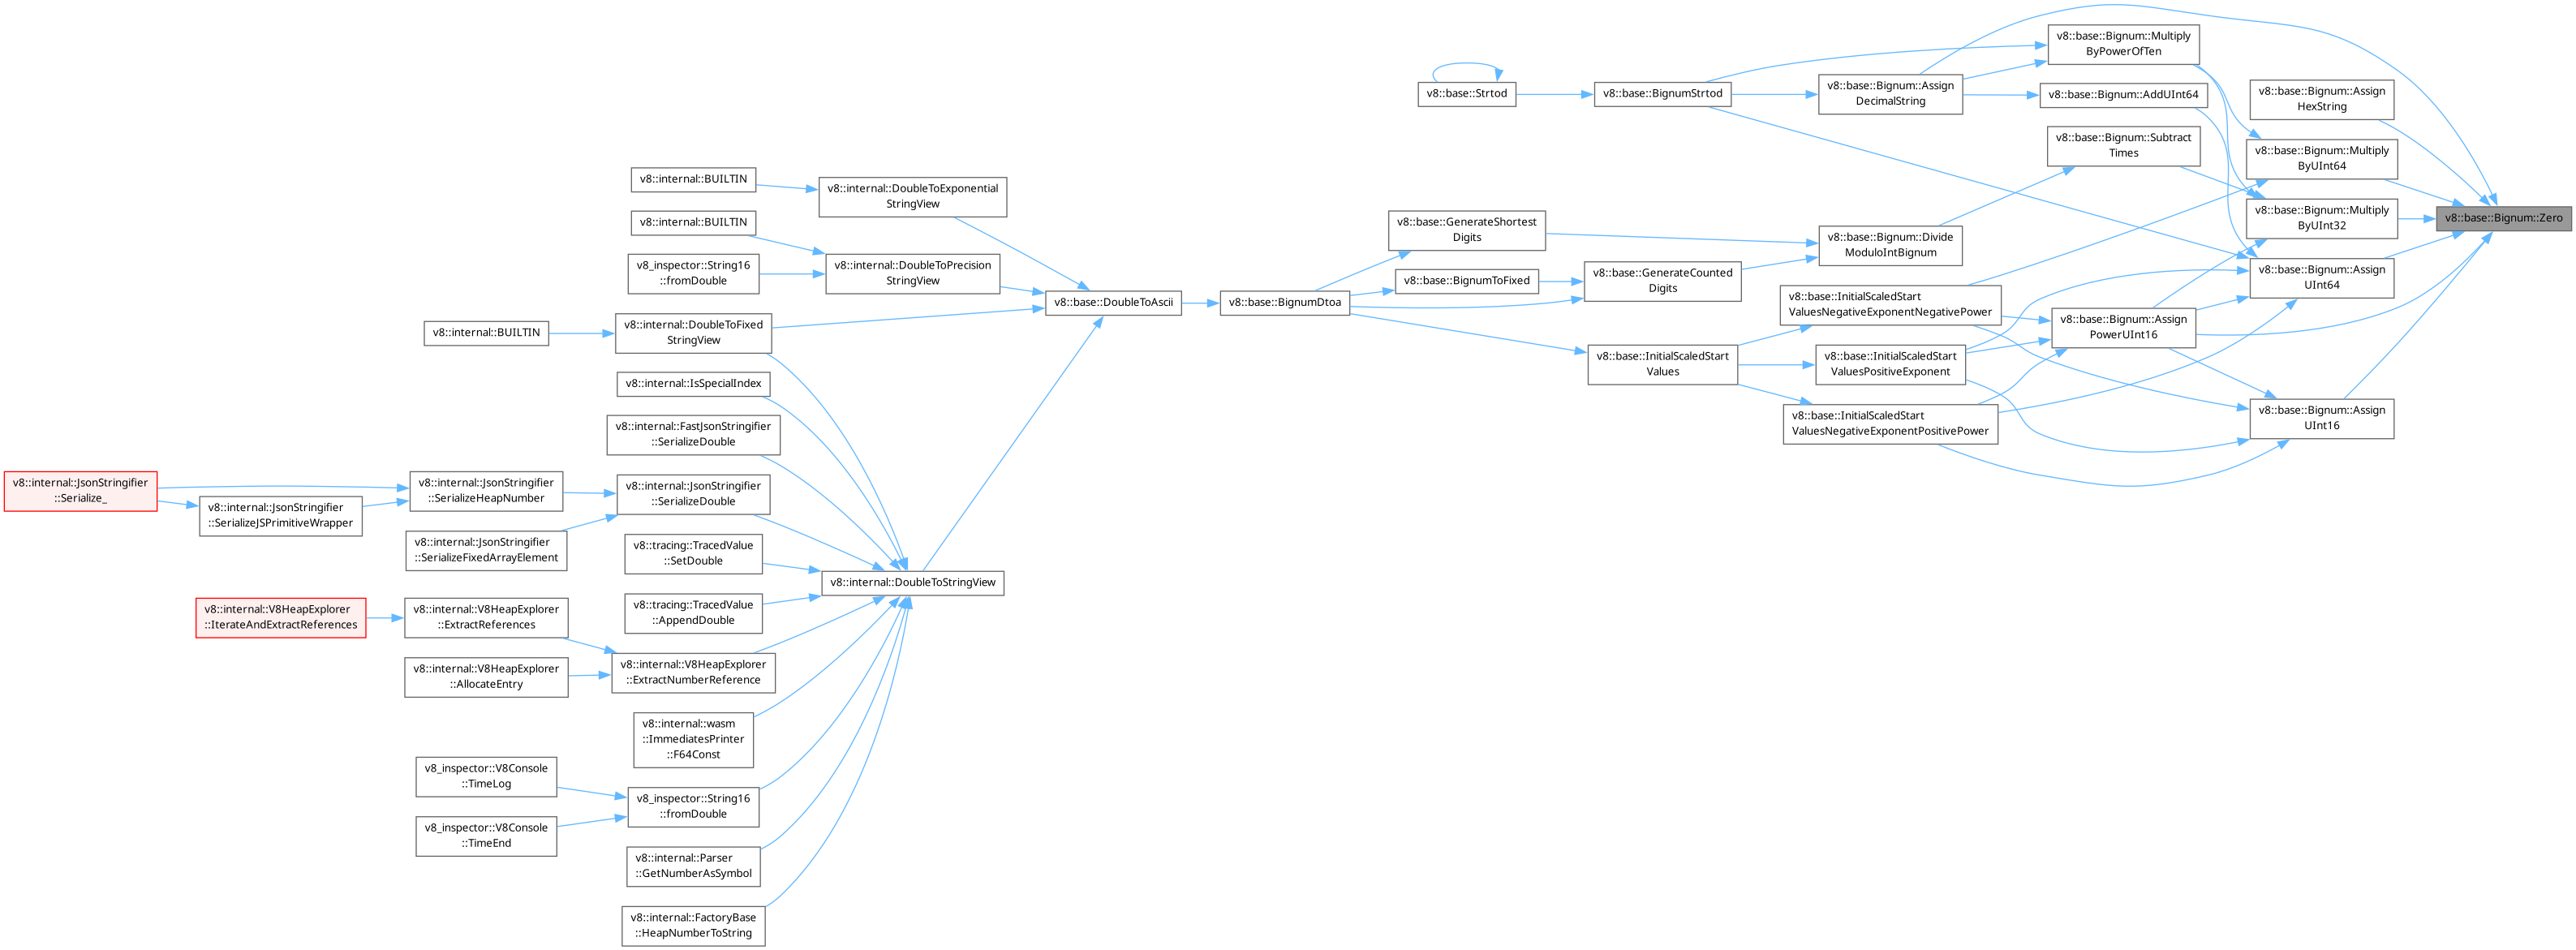 v8::base::Bignum::Multiply
ByPowerOfTen
v8::base::Strtod
v8::base::BignumStrtod
v8::base::Bignum::Assign
DecimalString
v8::base::Bignum::AddUInt64
v8::base::Bignum::Assign
HexString
v8::base::Bignum::Subtract
Times
v8::base::Bignum::Multiply
ByUInt64
v8::internal::BUILTIN
v8::internal::DoubleToExponential
StringView
v8::base::Bignum::Multiply
ByUInt32
v8::base::Bignum::Zero
v8::internal::BUILTIN
v8::base::GenerateShortest
Digits
v8::base::Bignum::Divide
ModuloIntBignum
v8_inspector::String16
::fromDouble
v8::internal::DoubleToPrecision
StringView
v8::base::BignumToFixed
v8::base::GenerateCounted
Digits
v8::base::Bignum::Assign
UInt64
v8::base::DoubleToAscii
v8::base::BignumDtoa
v8::base::InitialScaledStart
ValuesNegativeExponentNegativePower
v8::base::Bignum::Assign
PowerUInt16
v8::internal::BUILTIN
v8::internal::DoubleToFixed
StringView
v8::base::InitialScaledStart
Values
v8::base::InitialScaledStart
ValuesPositiveExponent
v8::internal::IsSpecialIndex
v8::base::InitialScaledStart
ValuesNegativeExponentPositivePower
v8::base::Bignum::Assign
UInt16
v8::internal::FastJsonStringifier
::SerializeDouble
v8::internal::JsonStringifier
::Serialize_
v8::internal::JsonStringifier
::SerializeHeapNumber
v8::internal::JsonStringifier
::SerializeDouble
v8::internal::JsonStringifier
::SerializeJSPrimitiveWrapper
v8::internal::JsonStringifier
::SerializeFixedArrayElement
v8::tracing::TracedValue
::SetDouble
v8::internal::DoubleToStringView
v8::tracing::TracedValue
::AppendDouble
v8::internal::V8HeapExplorer
::IterateAndExtractReferences
v8::internal::V8HeapExplorer
::ExtractReferences
v8::internal::V8HeapExplorer
::ExtractNumberReference
v8::internal::V8HeapExplorer
::AllocateEntry
v8::internal::wasm
::ImmediatesPrinter
::F64Const
v8_inspector::V8Console
::TimeLog
v8_inspector::String16
::fromDouble
v8_inspector::V8Console
::TimeEnd
v8::internal::Parser
::GetNumberAsSymbol
v8::internal::FactoryBase
::HeapNumberToString